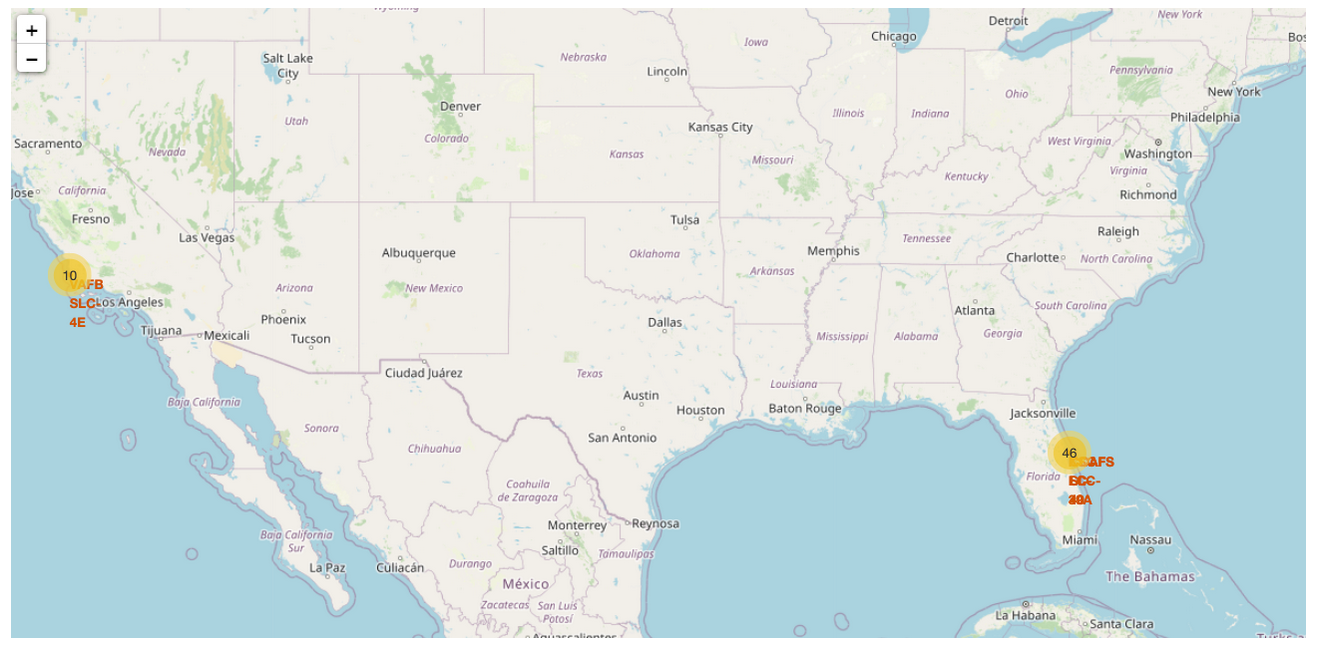 +
−
Wyoming
Detroit
New York
Chicago
Iowa
Nebraska
Salt Lake
City
Lincoln
Pennsylvania
New York
Ohio
Denver
Illinois
Indiana
Philadelphia
Utah
Kansas City
Colorado
Sacramento
West Virginia
Nevada
Kansas
Missouri
Washington
Virginia
Kentucky
Jose
California
Richmond
Fresno
Tulsa
Las Vegas
Raleigh
Tennessee
Albuquerque
Oklahoma
Memphis
Charlotte
North Carolina
10
Arkansas
VAFB
SLC-
4E
Arizona
New Mexico
Los Angeles
South Carolina
Atlanta
Phoenix
Dallas
Tijuana
Mexicali
Tucson
Mississippi
Alabama
Georgia
Ciudad Juárez
Texas
Louisiana
Austin
Baja California
Houston
Baton Rouge
Jacksonville
Sonora
San Antonio
Chihuahua
46
Florida
Coahuila
de Zaragoza
Monterrey
Reynosa
Baja California
Sur
Saltillo
Tamaulipas
Miami
Nassau
La Paz
Culiacán
Durango
The Bahamas
México
Zacatecas
San Luis
Potosí
La Habana
Santa Clara